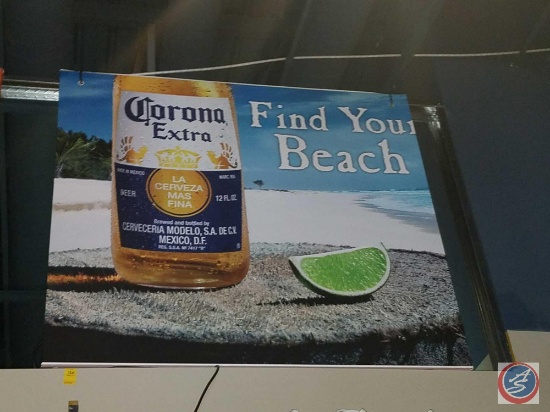 Corona
Extra
Find Your
Beach
BEER
LA
CERVEZA
MAS
FINA
12 FL. OZ.
Brewed and bottled by
CERVECERIA MODELO, S.A. DE C.V.
MEXICO, D.F.